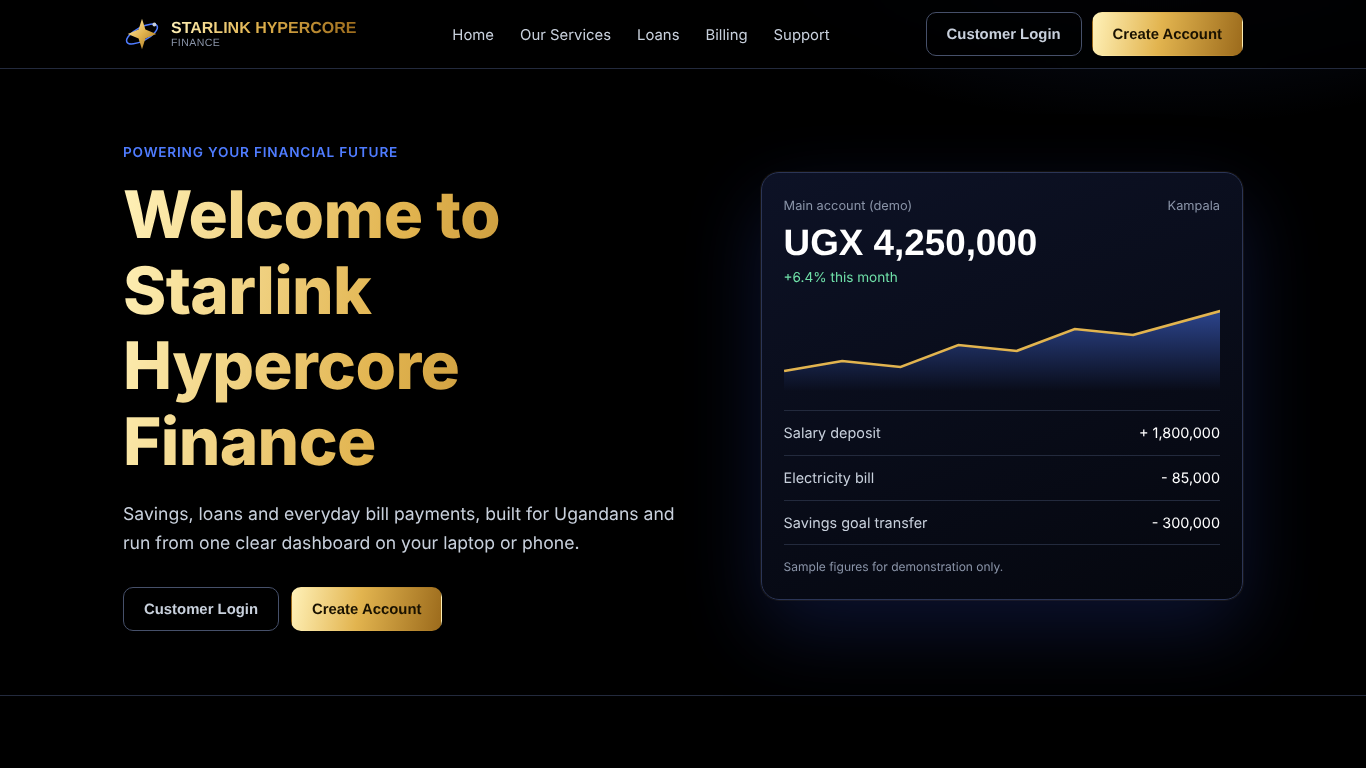 STARLINK HYPERCORE
FINANCE
Home
Our Services
Loans
Billing
Support
Customer Login
Create Account
POWERING YOUR FINANCIAL FUTURE
Welcome to
Starlink
Hypercore
Finance
Savings, loans and everyday bill payments, built for Ugandans and
run from one clear dashboard on your laptop or phone.
Customer Login
Create Account
Main account (demo)
Kampala
UGX 4,250,000
+6.4% this month
Salary deposit
+ 1,800,000
Electricity bill
- 85,000
Savings goal transfer
- 300,000
Sample figures for demonstration only.